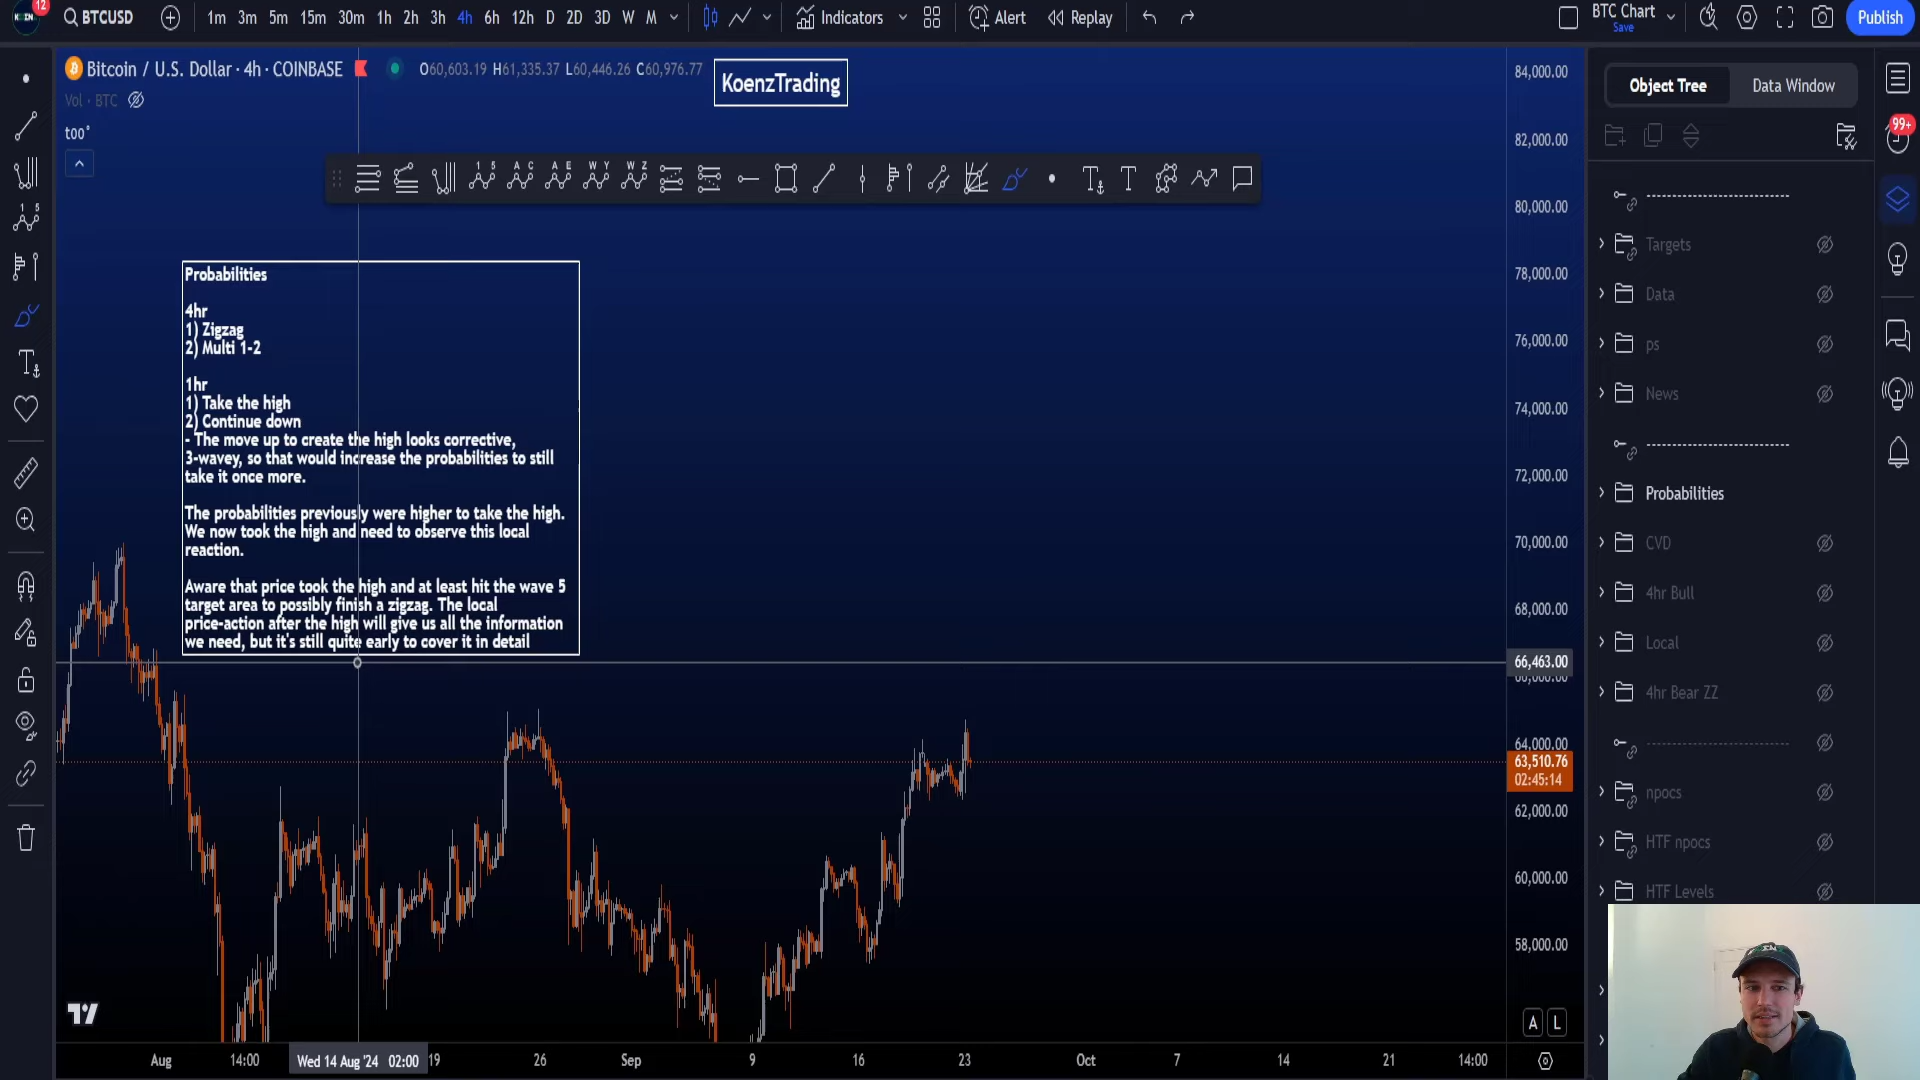 12
BTCUSD
1m 3m 5m 15m 30m 1h 2h 3h 4h 6h 12h D 2D 3D W M
Indicators
Alert
Replay
BTC Chart
Save
Publish
Bitcoin / U.S. Dollar · 4h · COINBASE
O60,603.19 H61,335.37 L60,446.26 C60,976.77
KoenzTrading
Vol · BTC
too°
Probabilities
4hr
1) Zigzag
2) Multi 1-2
1hr
1) Take the high
2) Continue down
- The move up to create the high looks corrective,
3-wavey, so that would increase the probabilities to still
take it once more.
The probabilities previously were higher to take the high.
We now took the high and need to observe this local
reaction.
Aware that price took the high and at least hit the wave 5
target area to possibly finish a zigzag. The local
price-action after the high will give us all the information
we need, but it's still quite early to cover it in detail
84,000.00
82,000.00
80,000.00
78,000.00
76,000.00
74,000.00
72,000.00
70,000.00
68,000.00
66,463.00
64,000.00
63,510.76
02:45:14
62,000.00
60,000.00
58,000.00
A L
Aug 14:00 Wed 14 Aug '24 02:00 19 26 Sep 9 16 23 Oct 7 14 21 14:00
Object Tree
Data Window
99+
Targets
Data
ps
News
Probabilities
CVD
4hr Bull
Local
4hr Bear ZZ
npocs
HTF npocs
HTF Levels